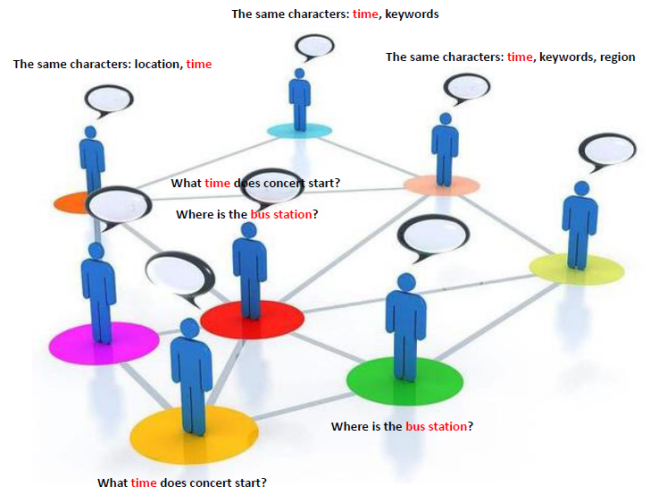 The same characters: time, keywords
The same characters: location, time
The same characters: time, keywords, region
What time does concert start?
Where is the bus station?
Where is the bus station?
What time does concert start?